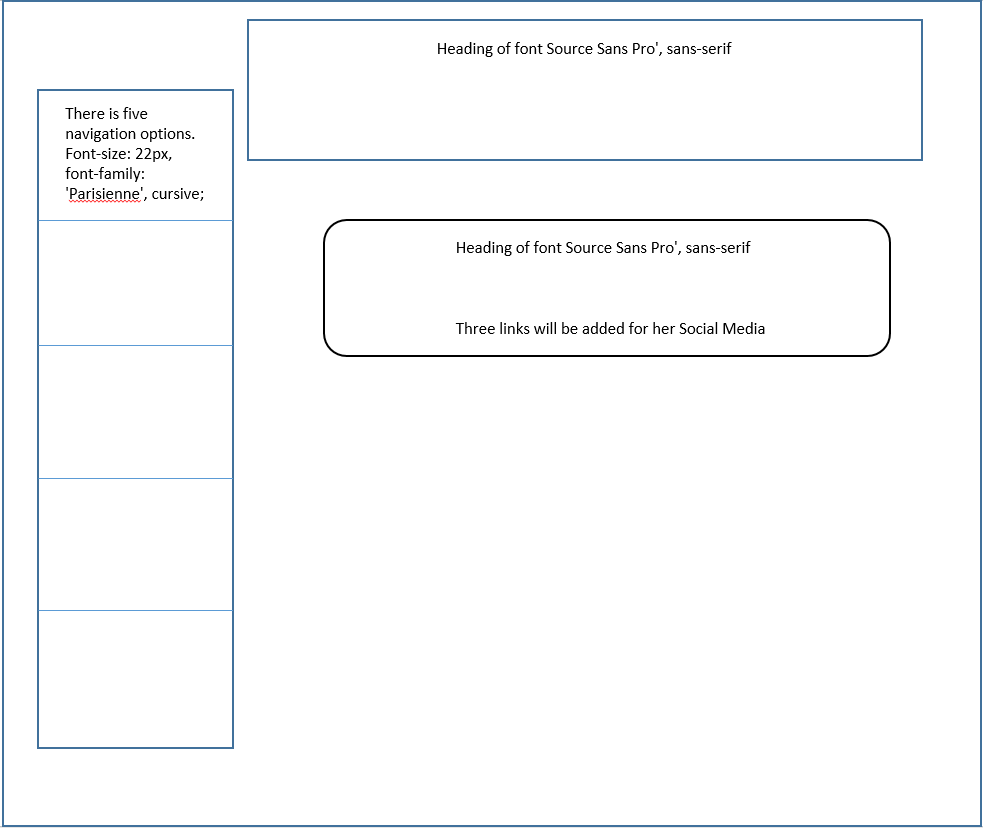 Heading of font Source Sans Pro', sans-serif
There is five
navigation options.
Font-size: 22px,
font-family:
'Parisienne', cursive;
Heading of font Source Sans Pro', sans-serif
Three links will be added for her Social Media